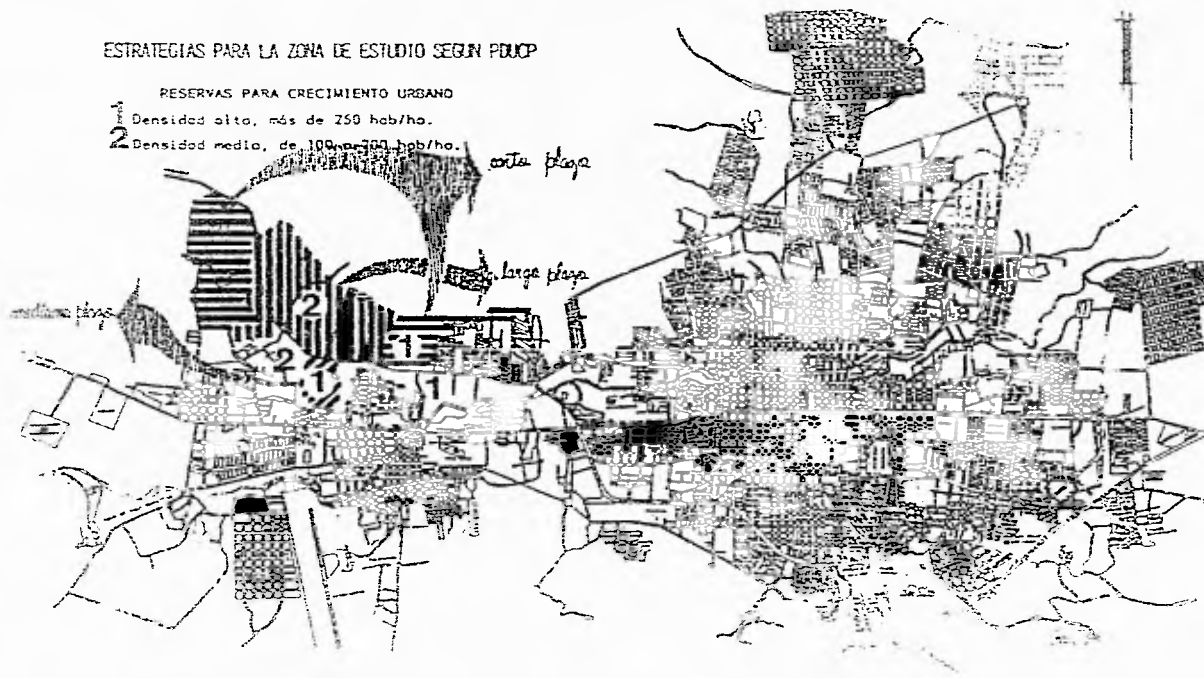 ESTRATEGIAS PARA LA ZONA DE ESTUDIO SEGUN PDUCP
RESERVAS PARA CRECIMIENTO URBANO
1 Densidad alta, más de 250 hab/ha.
2 Densidad media, de 100 a 200 hab/ha.
corto plazo
largo plazo
mediano plazo
2
1
2
1
1